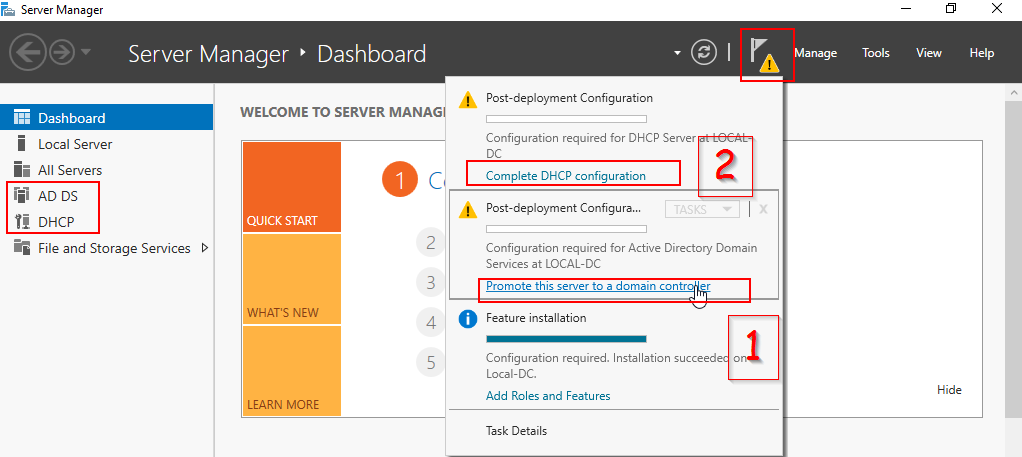 Server Manager
Server Manager • Dashboard
Manage Tools View Help
Dashboard
Local Server
All Servers
AD DS
DHCP
File and Storage Services
WELCOME TO SERVER MANAG
QUICK START
WHAT'S NEW
LEARN MORE
1
2
3
4
5
Post-deployment Configuration
Configuration required for DHCP Server at LOCAL-
DC
Complete DHCP configuration
2
Post-deployment Configura...
TASKS
X
Configuration required for Active Directory Domain
Services at LOCAL-DC
Promote this server to a domain controller
Feature installation
1
Configuration required. Installation succeeded on
Local-DC.
Add Roles and Features
Task Details
Hide